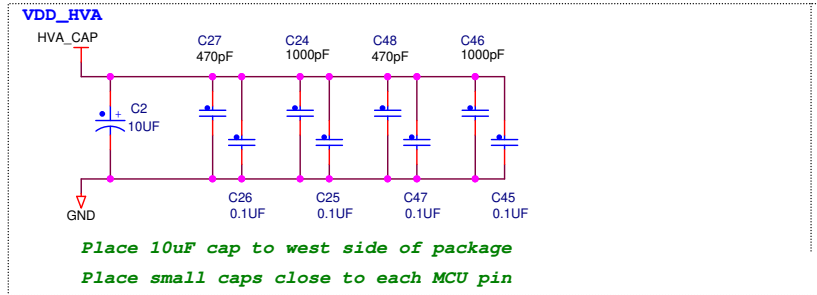 VDD_HVA
HVA_CAP
C27 C24 C48 C46
470pF 1000pF 470pF 1000pF
C2
+
10UF
C26 C25 C47 C45
0.1UF 0.1UF 0.1UF 0.1UF
GND
Place 10uF cap to west side of package
Place small caps close to each MCU pin